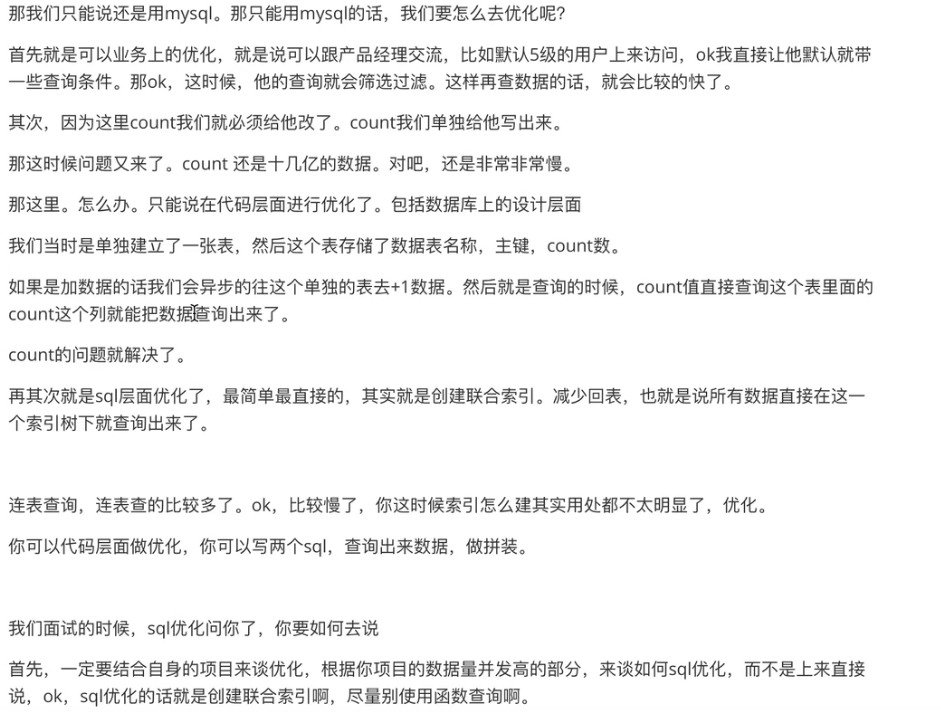 那我们只能说还是用mysql。那只能用mysql的话，我们要怎么去优化呢？
首先就是可以业务上的优化，就是说可以跟产品经理交流，比如默认5级的用户上来访问，ok我直接让他默认就带
一些查询条件。那ok，这时候，他的查询就会筛选过滤。这样再查数据的话，就会比较的快了。
其次，因为这里count我们就必须给他改了。count我们单独给他写出来。
那这时候问题又来了。count 还是十几亿的数据。对吧，还是非常非常慢。
那这里。怎么办。只能说在代码层面进行优化了。包括数据库上的设计层面
我们当时是单独建立了一张表，然后这个表存储了数据表名称，主键，count数。
如果是加数据的话我们会异步的往这个单独的表去+1数据。然后就是查询的时候，count值直接查询这个表里面的
count这个列就能把数据查询出来了。
count的问题就解决了。
再其次就是sql层面优化了，最简单最直接的，其实就是创建联合索引。减少回表，也就是说所有数据直接在这一
个索引树下就查询出来了。
连表查询，连表查的比较多了。ok，比较慢了，你这时候索引怎么建其实用处都不太明显了，优化。
你可以代码层面做优化，你可以写两个sql，查询出来数据，做拼装。
我们面试的时候，sql优化问你了，你要如何去说
首先，一定要结合自身的项目来谈优化，根据你项目的数据量并发高的部分，来谈如何sql优化，而不是上来直接
说，ok，sql优化的话就是创建联合索引啊，尽量别使用函数查询啊。